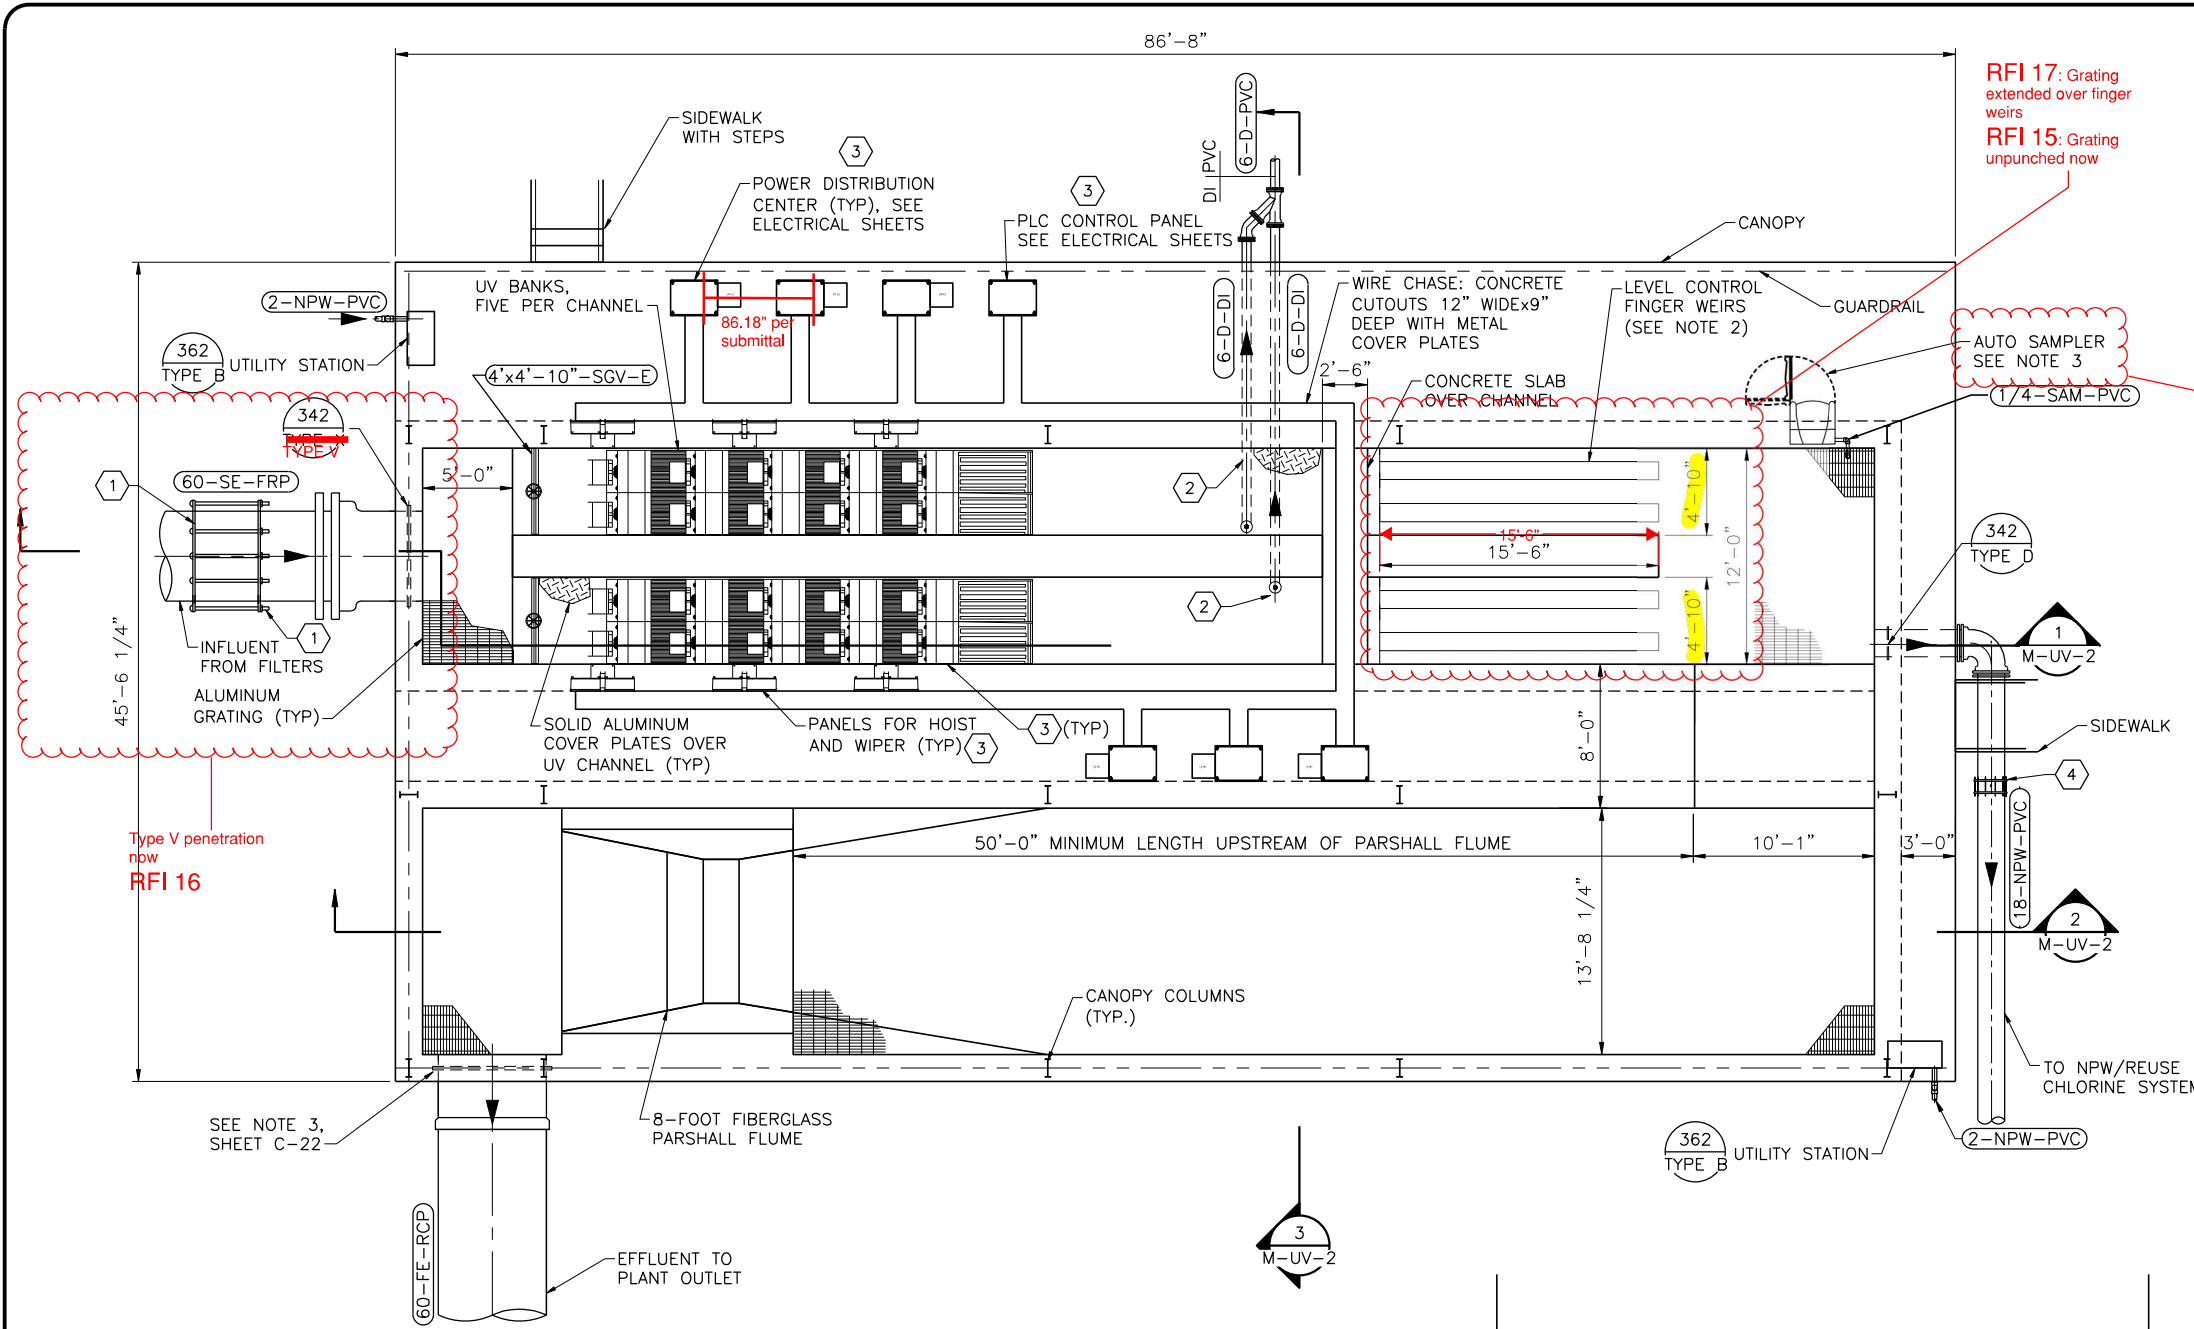 86'-8"
RFI 17: Grating
extended over finger
weirs
RFI 15: Grating
unpunched now
SIDEWALK
WITH STEPS
3
POWER DISTRIBUTION
CENTER (TYP), SEE
ELECTRICAL SHEETS
3
PLC CONTROL PANEL
SEE ELECTRICAL SHEETS
DI
PVC
6-D-PVC
CANOPY
UV BANKS,
FIVE PER CHANNEL
86.18" per
submittal
6-D-DI
6-D-DI
WIRE CHASE: CONCRETE
CUTOUTS 12" WIDEx9"
DEEP WITH METAL
COVER PLATES
LEVEL CONTROL
FINGER WEIRS
(SEE NOTE 2)
GUARDRAIL
AUTO SAMPLER
SEE NOTE 3
1/4-SAM-PVC
2-NPW-PVC
362
TYPE B
UTILITY STATION
4'x4'-10"-SGV-E
2'-6"
CONCRETE SLAB
OVER CHANNEL
342
TYPE X
TYPE V
60-SE-FRP
1
5'-0"
2
2
15'-6"
15'-6"
4'-10"
4'-10"
12'-0"
342
TYPE D
1
M-UV-2
1
INFLUENT
FROM FILTERS
ALUMINUM
GRATING (TYP)
45'-6 1/4"
SOLID ALUMINUM
COVER PLATES OVER
UV CHANNEL (TYP)
PANELS FOR HOIST
AND WIPER (TYP)
3
3
(TYP)
8'-0"
SIDEWALK
4
18-NPW-PVC
Type V penetration
now
RFI 16
50'-0" MINIMUM LENGTH UPSTREAM OF PARSHALL FLUME
10'-1"
3'-0"
13'-8 1/4"
2
M-UV-2
CANOPY COLUMNS
(TYP.)
TO NPW/REUSE
CHLORINE SYSTEM
SEE NOTE 3,
SHEET C-22
8-FOOT FIBERGLASS
PARSHALL FLUME
362
TYPE B
UTILITY STATION
2-NPW-PVC
60-FE-RCP
EFFLUENT TO
PLANT OUTLET
3
M-UV-2